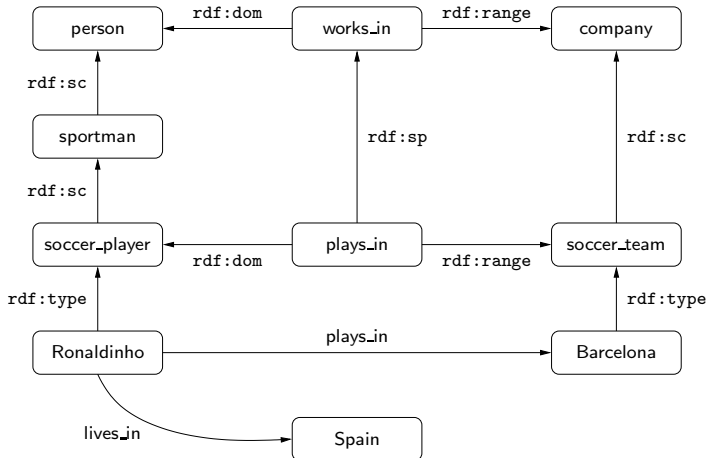 person
rdf:dom
works_in
rdf:range
company
rdf:sc
sportman
rdf:sp
rdf:sc
rdf:sc
soccer_player
rdf:dom
plays_in
rdf:range
soccer_team
rdf:type
rdf:type
Ronaldinho
plays_in
Barcelona
lives_in
Spain